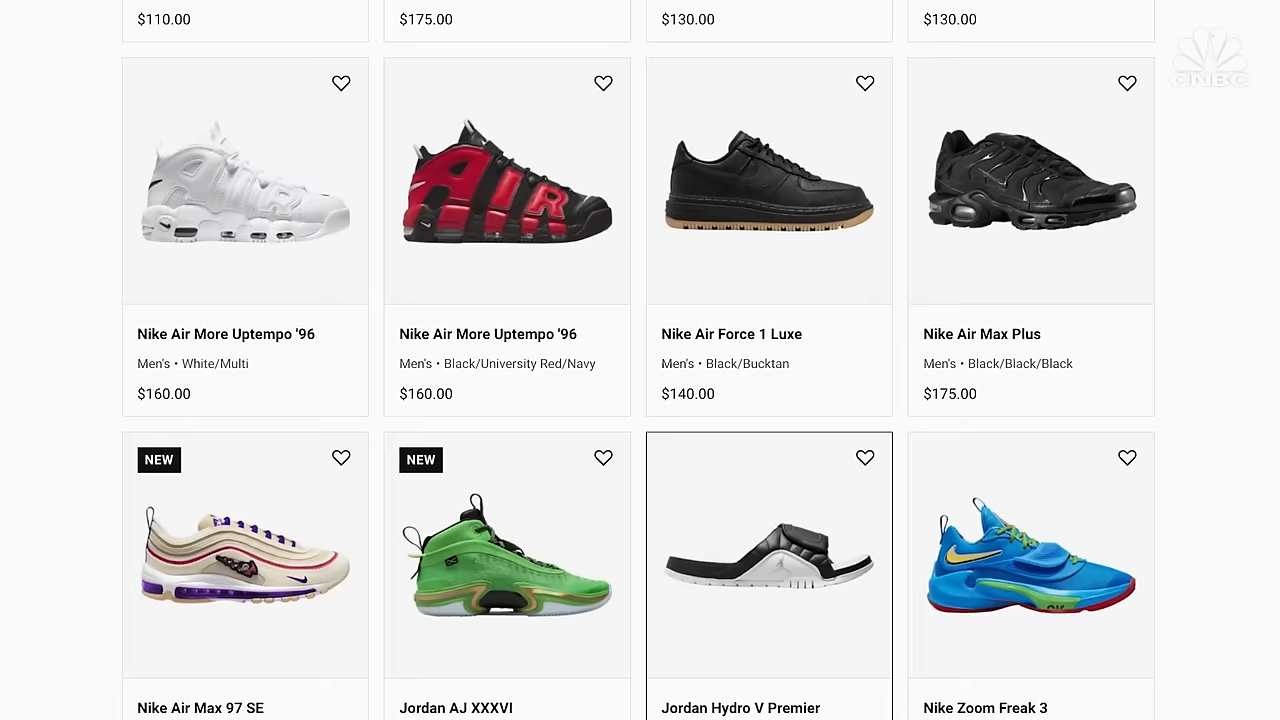 $110.00
$175.00
$130.00
$130.00
CNBC
AIR
Nike Air More Uptempo '96
Nike Air More Uptempo '96
Nike Air Force 1 Luxe
Nike Air Max Plus
Men's • White/Multi
Men's • Black/University Red/Navy
Men's • Black/Bucktan
Men's • Black/Black/Black
$160.00
$160.00
$140.00
$175.00
NEW
NEW
Nike Air Max 97 SE
Jordan AJ XXXVI
Jordan Hydro V Premier
Nike Zoom Freak 3